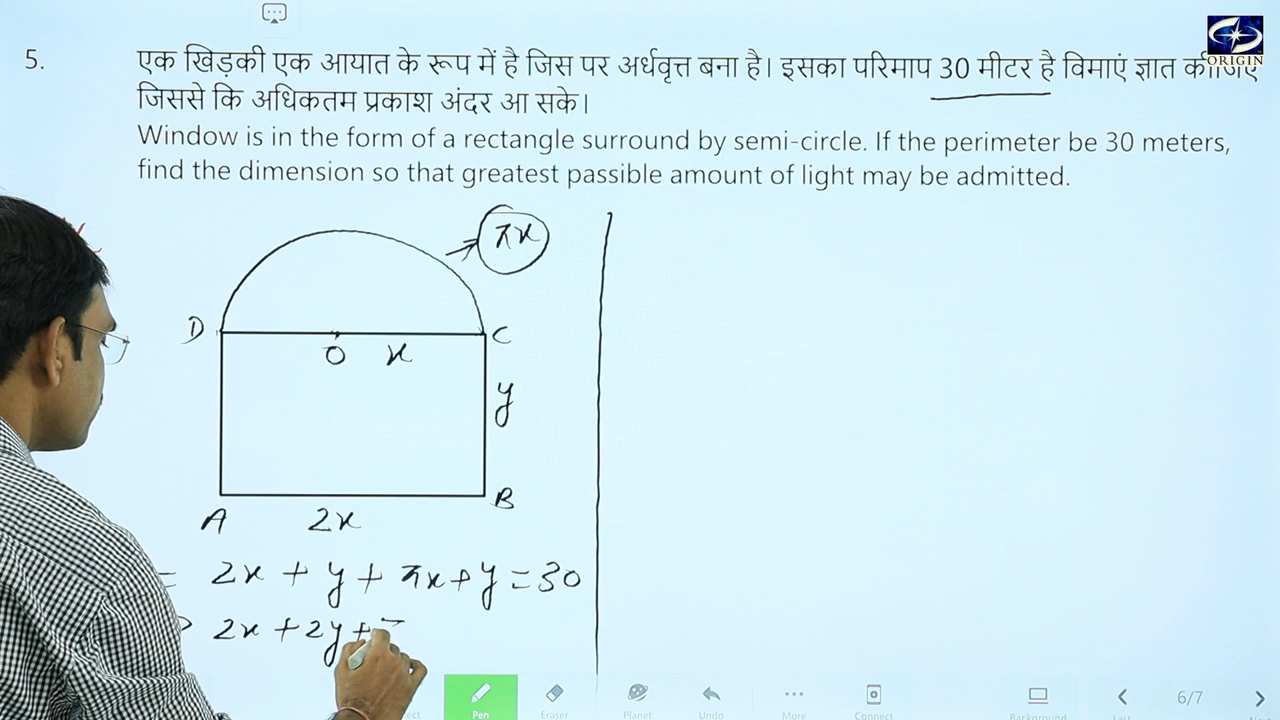 5. एक खिड़की एक आयात के रूप में है जिस पर अर्धवृत्त बना है। इसका परिमाप 30 मीटर है विमाएं ज्ञात कीजिए
जिससे कि अधिकतम प्रकाश अंदर आ सके।
Window is in the form of a rectangle surround by semi-circle. If the perimeter be 30 meters,
find the dimension so that greatest passible amount of light may be admitted.
ORIGIN
πx
D C
O x
y
A B
2x
= 2x + y + πx + y = 30
2x + 2y +
Pen Eraser Planet Undo More Connect Background 6/7